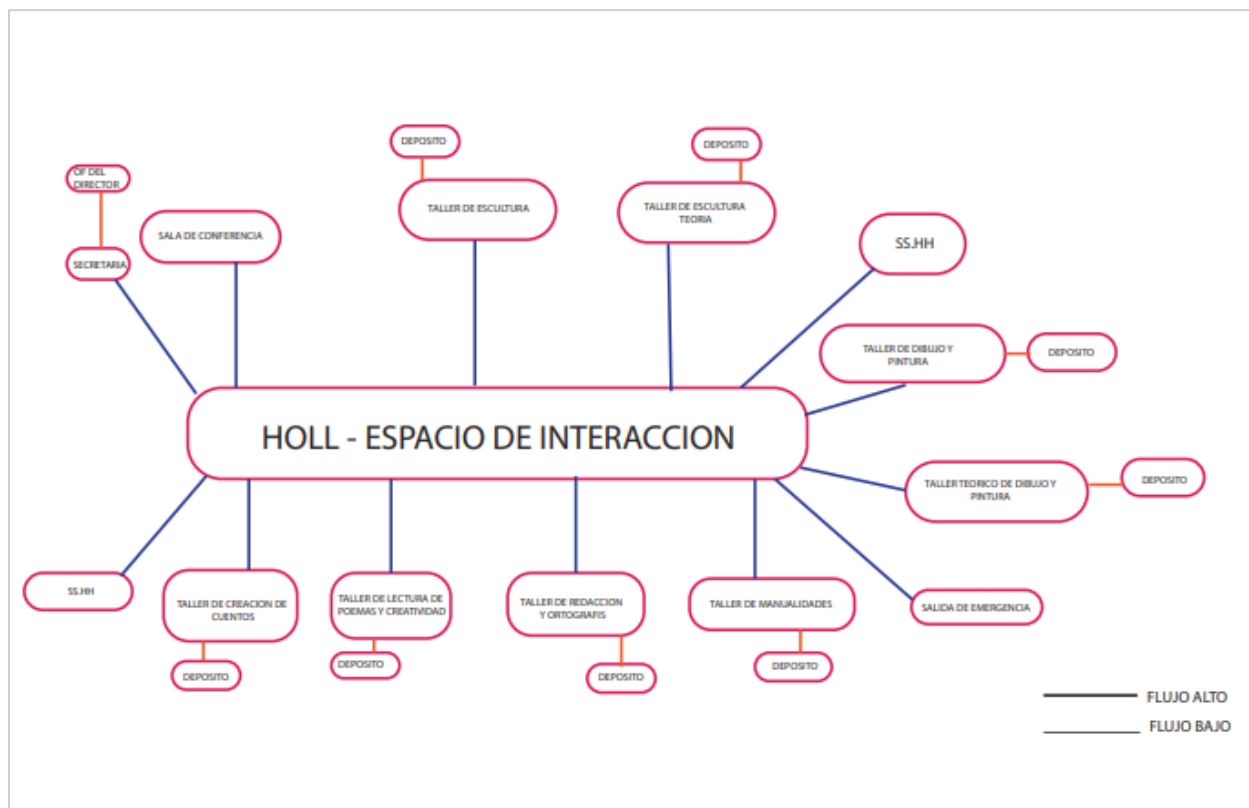 DEPOSITO
DEPOSITO
OF DEL
DIRECTOR
TALLER DE ESCULTURA
TALLER DE ESCULTURA
TEORIA
SALA DE CONFERENCIA
SS.HH
SECRETARIA
TALLER DE DIBUJO Y
PINTURA
DEPOSITO
HOLL - ESPACIO DE INTERACCION
TALLER TEORICO DE DIBUJO Y
PINTURA
DEPOSITO
SS.HH
TALLER DE CREACION DE
CUENTOS
TALLER DE LECTURA DE
POEMAS Y CREATIVIDAD
TALLER DE REDACCION
Y ORTOGRAFIS
TALLER DE MANUALIDADES
SALIDA DE EMERGENCIA
DEPOSITO
DEPOSITO
DEPOSITO
DEPOSITO
FLUJO ALTO
FLUJO BAJO